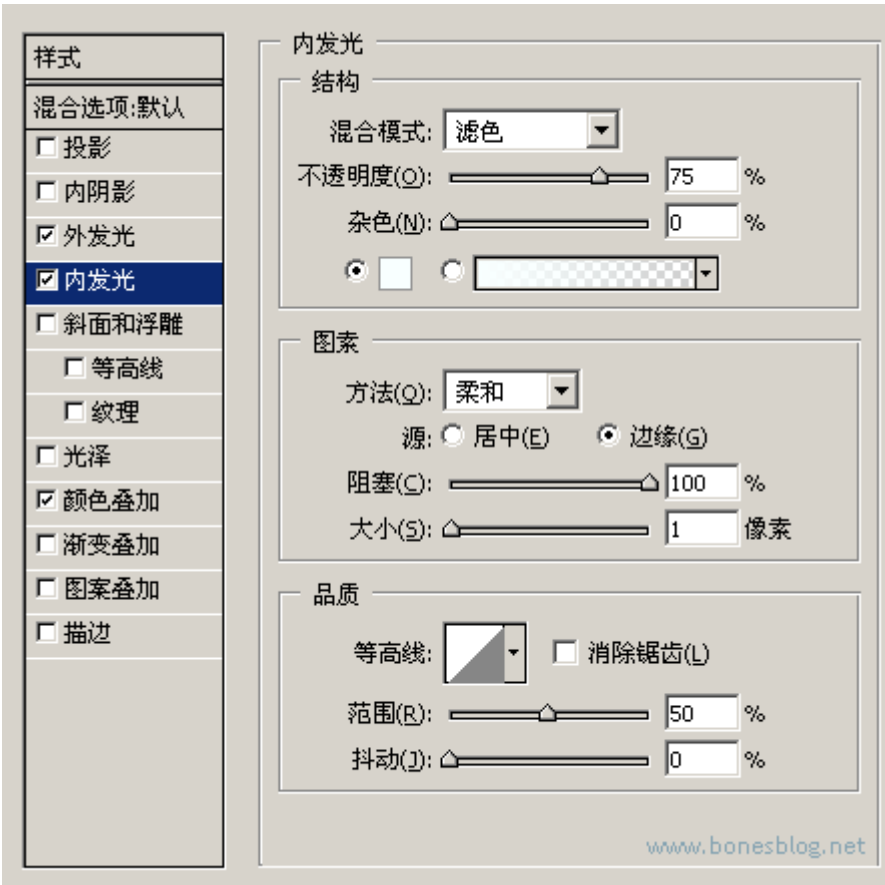 样式
混合选项:默认
投影
内阴影
外发光
内发光
斜面和浮雕
等高线
纹理
光泽
颜色叠加
渐变叠加
图案叠加
描边
内发光
结构
混合模式: 滤色
不透明度(O): 75 %
杂色(N): 0 %
图素
方法(Q): 柔和
源: 居中(E) 边缘(G)
阻塞(C): 100 %
大小(S): 1 像素
品质
等高线: 消除锯齿(L)
范围(R): 50 %
抖动(J): 0 %
www.bonesblog.net